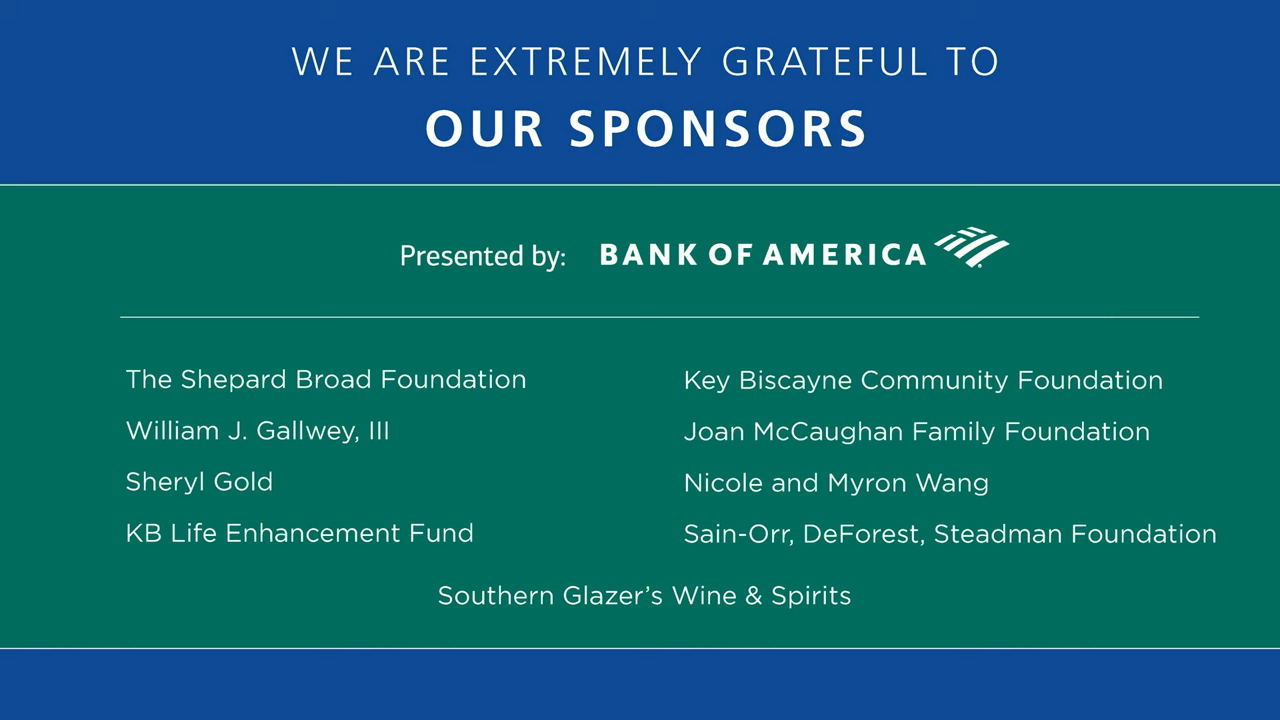 WE ARE EXTREMELY GRATEFUL TO
OUR SPONSORS
Presented by: BANK OF AMERICA
The Shepard Broad Foundation
William J. Gallwey, III
Sheryl Gold
KB Life Enhancement Fund
Key Biscayne Community Foundation
Joan McCaughan Family Foundation
Nicole and Myron Wang
Sain-Orr, DeForest, Steadman Foundation
Southern Glazer’s Wine & Spirits